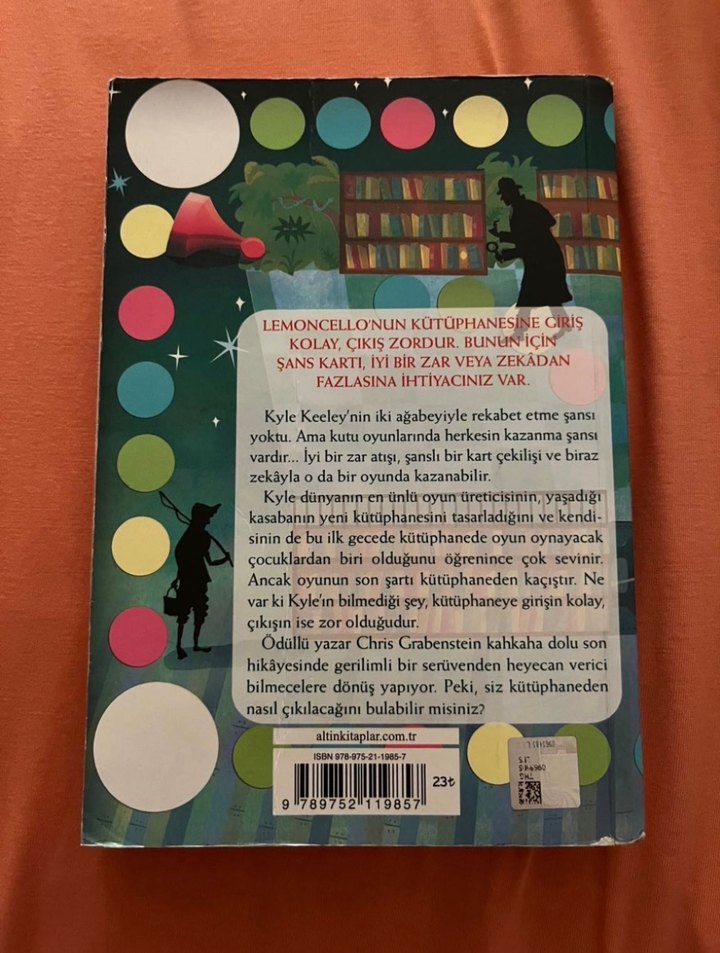 LEMONCELLO'NUN KÜTÜPHANESİNE GİRİŞ
KOLAY, ÇIKIŞ ZORDUR. BUNUN İÇİN
ŞANS KARTI, İYİ BİR ZAR VEYA ZEKÂDAN
FAZLASINA İHTİYACINIZ VAR.
Kyle Keeley'nin iki ağabeyiyle rekabet etme şansı
yoktu. Ama kutu oyunlarında herkesin kazanma şansı
vardır... İyi bir zar atışı, şanslı bir kart çekilişi ve biraz
zekâyla o da bir oyunda kazanabilir.
Kyle dünyanın en ünlü oyun üreticisinin, yaşadığı
kasabanın yeni kütüphanesini tasarladığını ve kendi-
sinin de bu ilk gecede kütüphanede oyun oynayacak
çocuklardan biri olduğunu öğrenince çok sevinir.
Ancak oyunun son şartı kütüphaneden kaçıştır. Ne
var ki Kyle'ın bilmediği şey, kütüphaneye girişin kolay,
çıkışın ise zor olduğudur.
Ödüllü yazar Chris Grabenstein kahkaha dolu son
hikâyesinde gerilimli bir serüvenden heyecan verici
bilmecelere dönüş yapıyor. Peki, siz kütüphaneden
nasıl çıkılacağını bulabilir misiniz?
altinkitaplar.com.tr
ISBN 978-975-21-1985-7
23₺
9 789752 119857